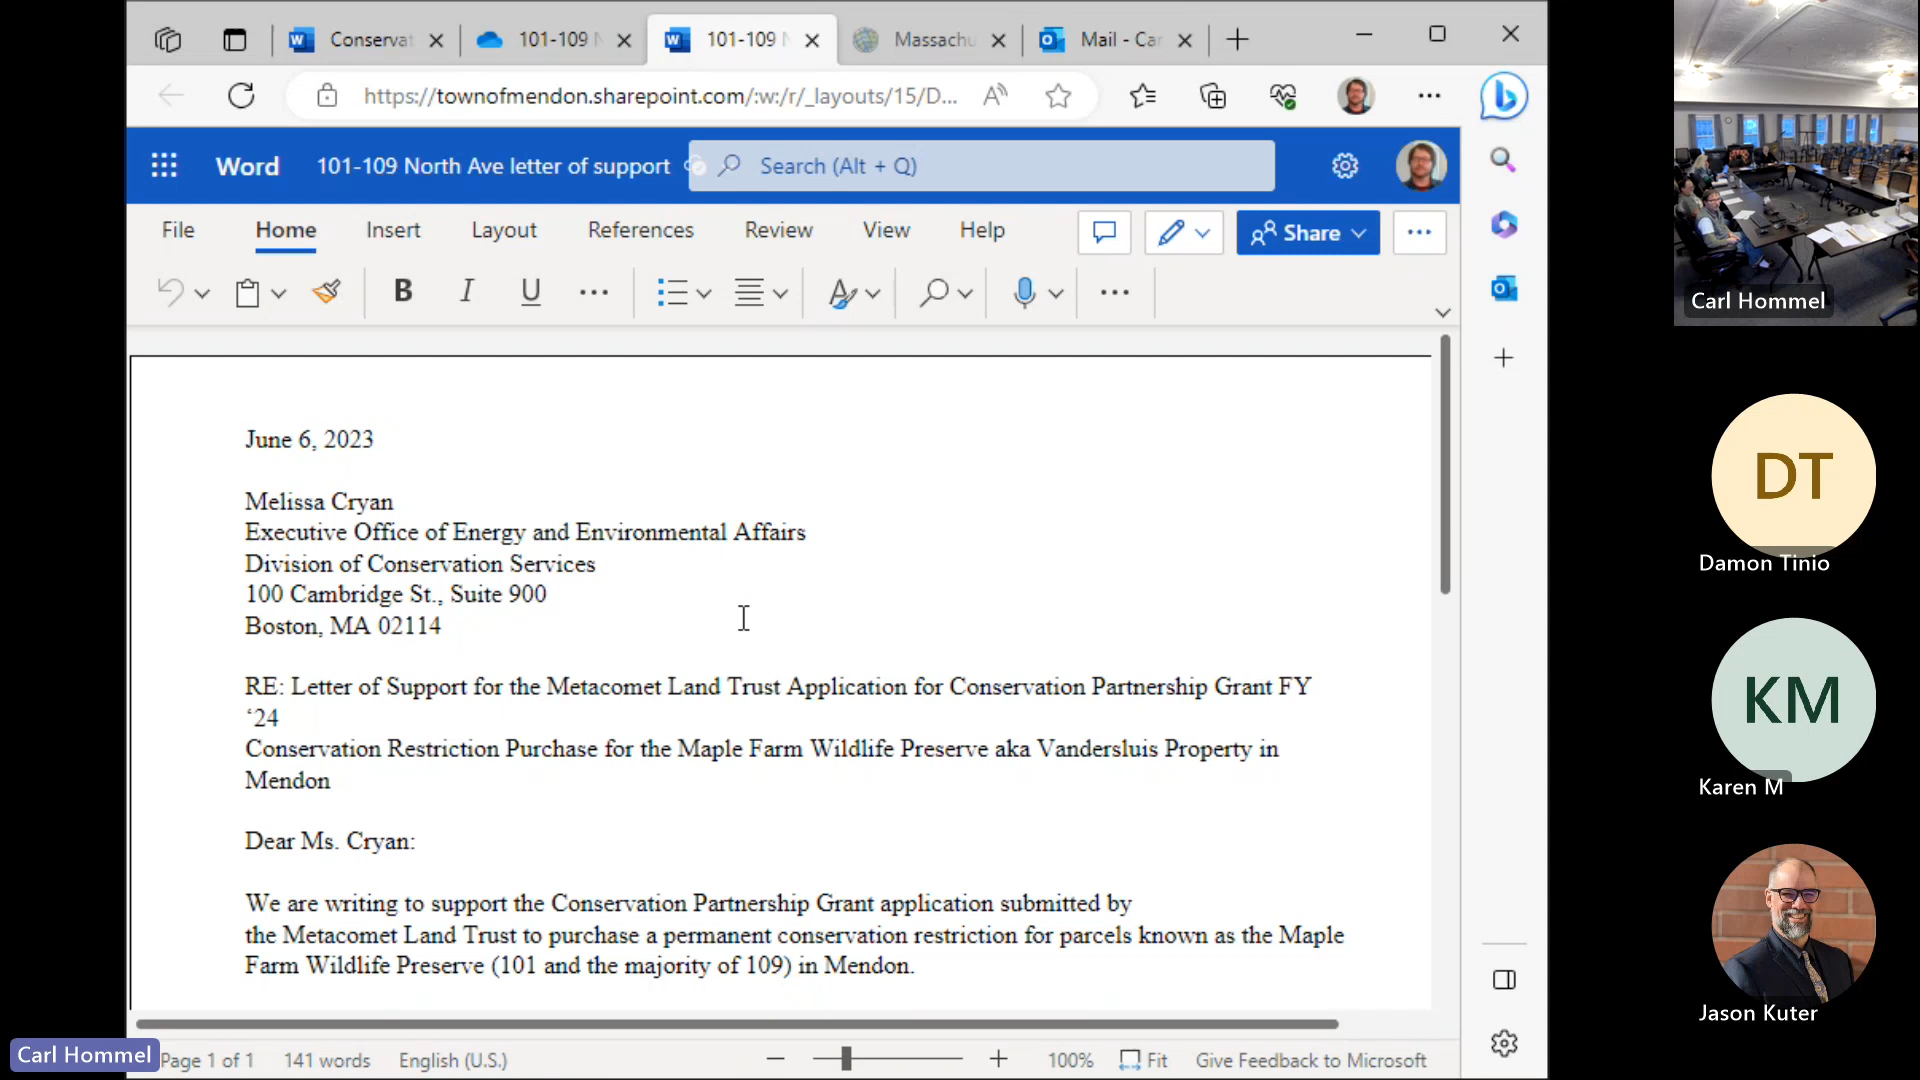 Conservat
101-109 N
101-109 N
Massachu
Mail - Car
https://townofmendon.sharepoint.com/:w:/r/_layouts/15/D...
Word
101-109 North Ave letter of support
Search (Alt + Q)
File
Home
Insert
Layout
References
Review
View
Help
Share
B I U
June 6, 2023
Melissa Cryan
Executive Office of Energy and Environmental Affairs
Division of Conservation Services
100 Cambridge St., Suite 900
Boston, MA 02114
RE: Letter of Support for the Metacomet Land Trust Application for Conservation Partnership Grant FY
‘24
Conservation Restriction Purchase for the Maple Farm Wildlife Preserve aka Vandersluis Property in
Mendon
Dear Ms. Cryan:
We are writing to support the Conservation Partnership Grant application submitted by
the Metacomet Land Trust to purchase a permanent conservation restriction for parcels known as the Maple
Farm Wildlife Preserve (101 and the majority of 109) in Mendon.
Page 1 of 1
141 words
English (U.S.)
100%
Fit
Give Feedback to Microsoft
Carl Hommel
Carl Hommel
DT
Damon Tinio
KM
Karen M
Jason Kuter